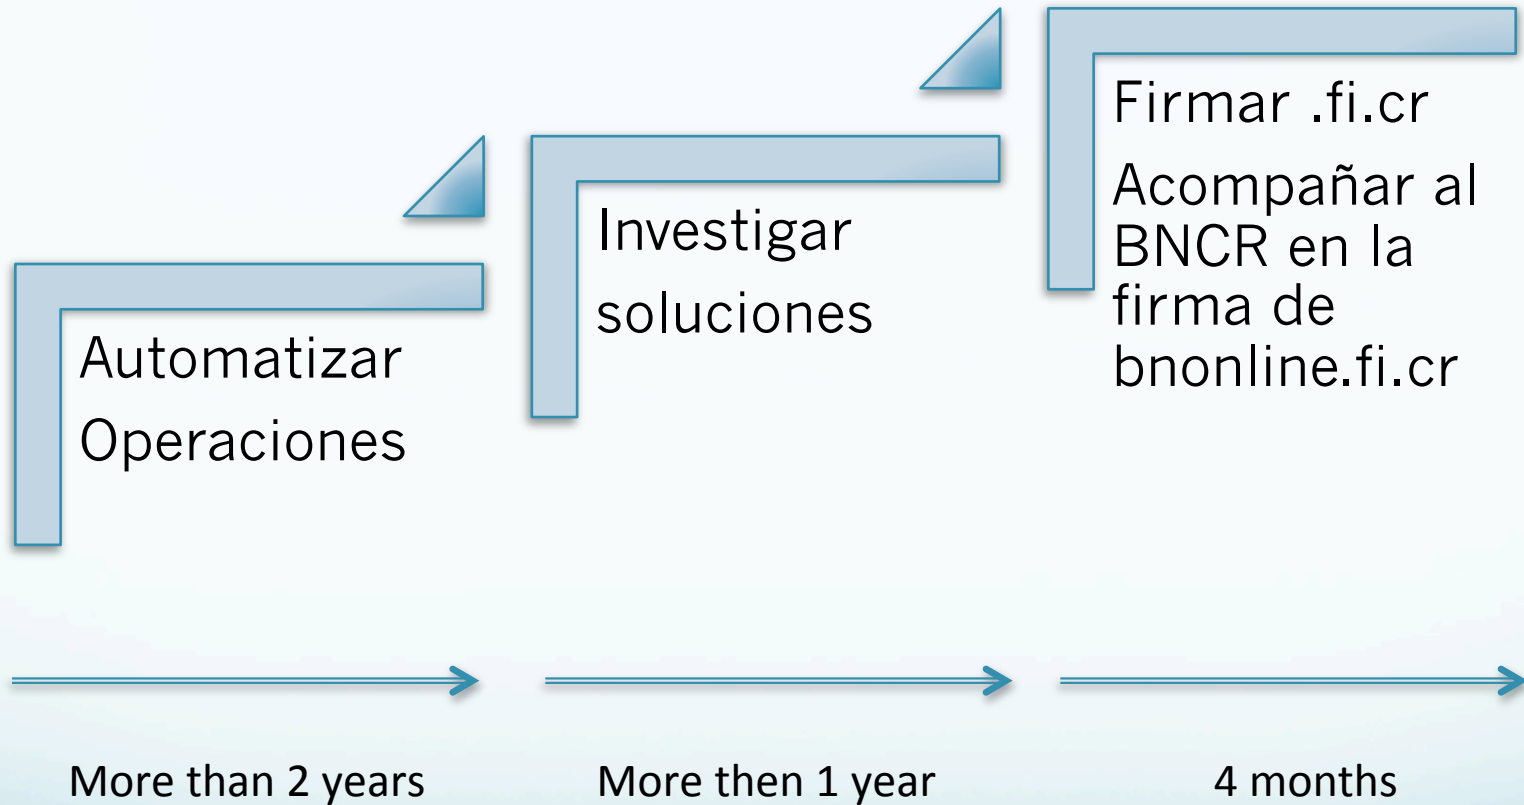 Automatizar
Operaciones
Investigar
soluciones
Firmar .fi.cr
Acompañar al
BNCR en la
firma de
bnonline.fi.cr
More than 2 years
More then 1 year
4 months